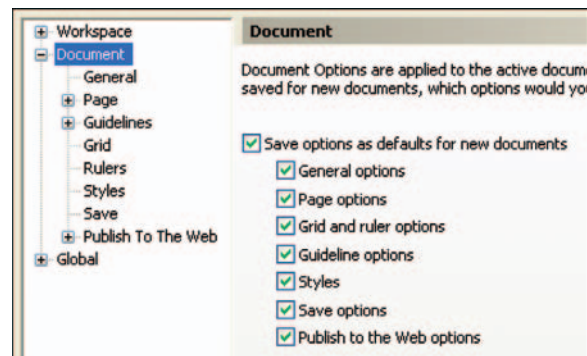 Workspace
Document
General
Page
Guidelines
Grid
Rulers
Styles
Save
Publish To The Web
Global
Document
Document Options are applied to the active
saved for new documents, which options would
Save options as defaults for new documents
General options
Page options
Grid and ruler options
Guideline options
Styles
Save options
Publish to the Web options